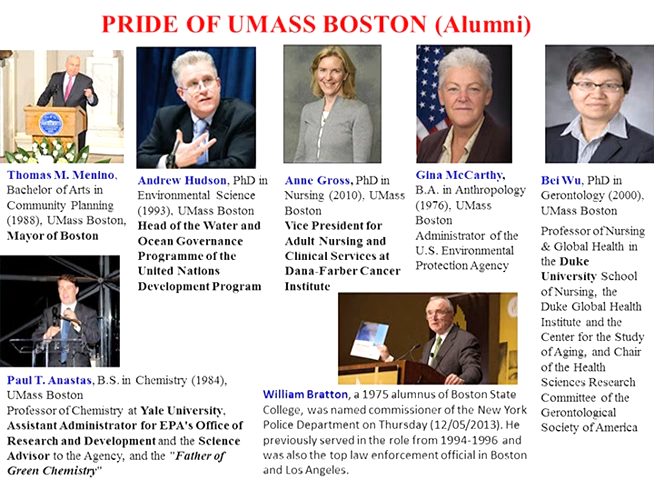 PRIDE OF UMASS BOSTON (Alumni)
Thomas M. Menino,
Bachelor of Arts in
Community Planning
(1988), UMass Boston,
Mayor of Boston
Andrew Hudson, PhD in
Environmental Science
(1993), UMass Boston
Head of the Water and
Ocean Governance
Programme of the
United Nations
Development Program
Anne Gross, PhD in
Nursing (2010), UMass
Boston
Vice President for
Adult Nursing and
Clinical Services at
Dana-Farber Cancer
Institute
Gina McCarthy,
B.A. in Anthropology
(1976), UMass
Boston
Administrator of the
U.S. Environmental
Protection Agency
Bei Wu, PhD in
Gerontology (2000),
UMass Boston
Professor of Nursing
& Global Health in
the Duke
University School
of Nursing, the
Duke Global Health
Institute and the
Center for the Study
of Aging, and Chair
of the Health
Sciences Research
Committee of the
Gerontological
Society of America
Paul T. Anastas, B.S. in Chemistry (1984),
UMass Boston
Professor of Chemistry at Yale University,
Assistant Administrator for EPA's Office of
Research and Development and the Science
Advisor to the Agency, and the "Father of
Green Chemistry"
William Bratton, a 1975 alumnus of Boston State
College, was named commissioner of the New York
Police Department on Thursday (12/05/2013). He
previously served in the role from 1994-1996 and
was also the top law enforcement official in Boston
and Los Angeles.